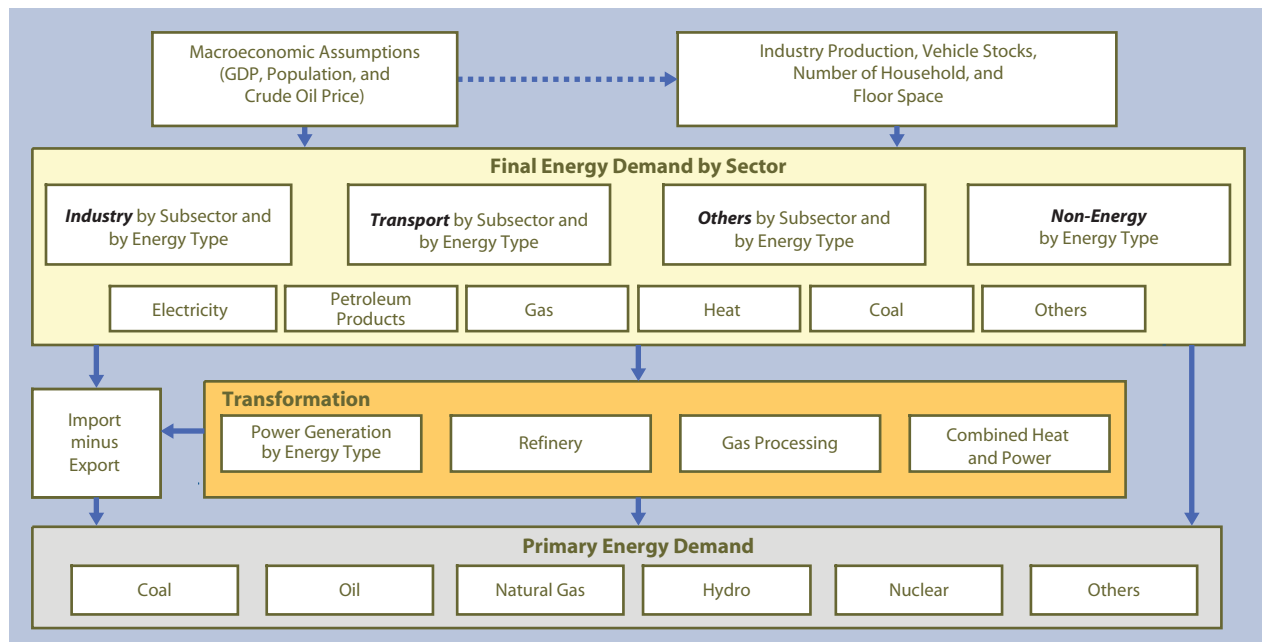 Macroeconomic Assumptions
(GDP, Population, and
Crude Oil Price)
Industry Production, Vehicle Stocks,
Number of Household, and
Floor Space
Final Energy Demand by Sector
Industry by Subsector and
by Energy Type
Transport by Subsector and
by Energy Type
Others by Subsector and
by Energy Type
Non-Energy
by Energy Type
Electricity
Petroleum
Products
Gas
Heat
Coal
Others
Import
minus
Export
Transformation
Power Generation
by Energy Type
Refinery
Gas Processing
Combined Heat
and Power
Primary Energy Demand
Coal
Oil
Natural Gas
Hydro
Nuclear
Others